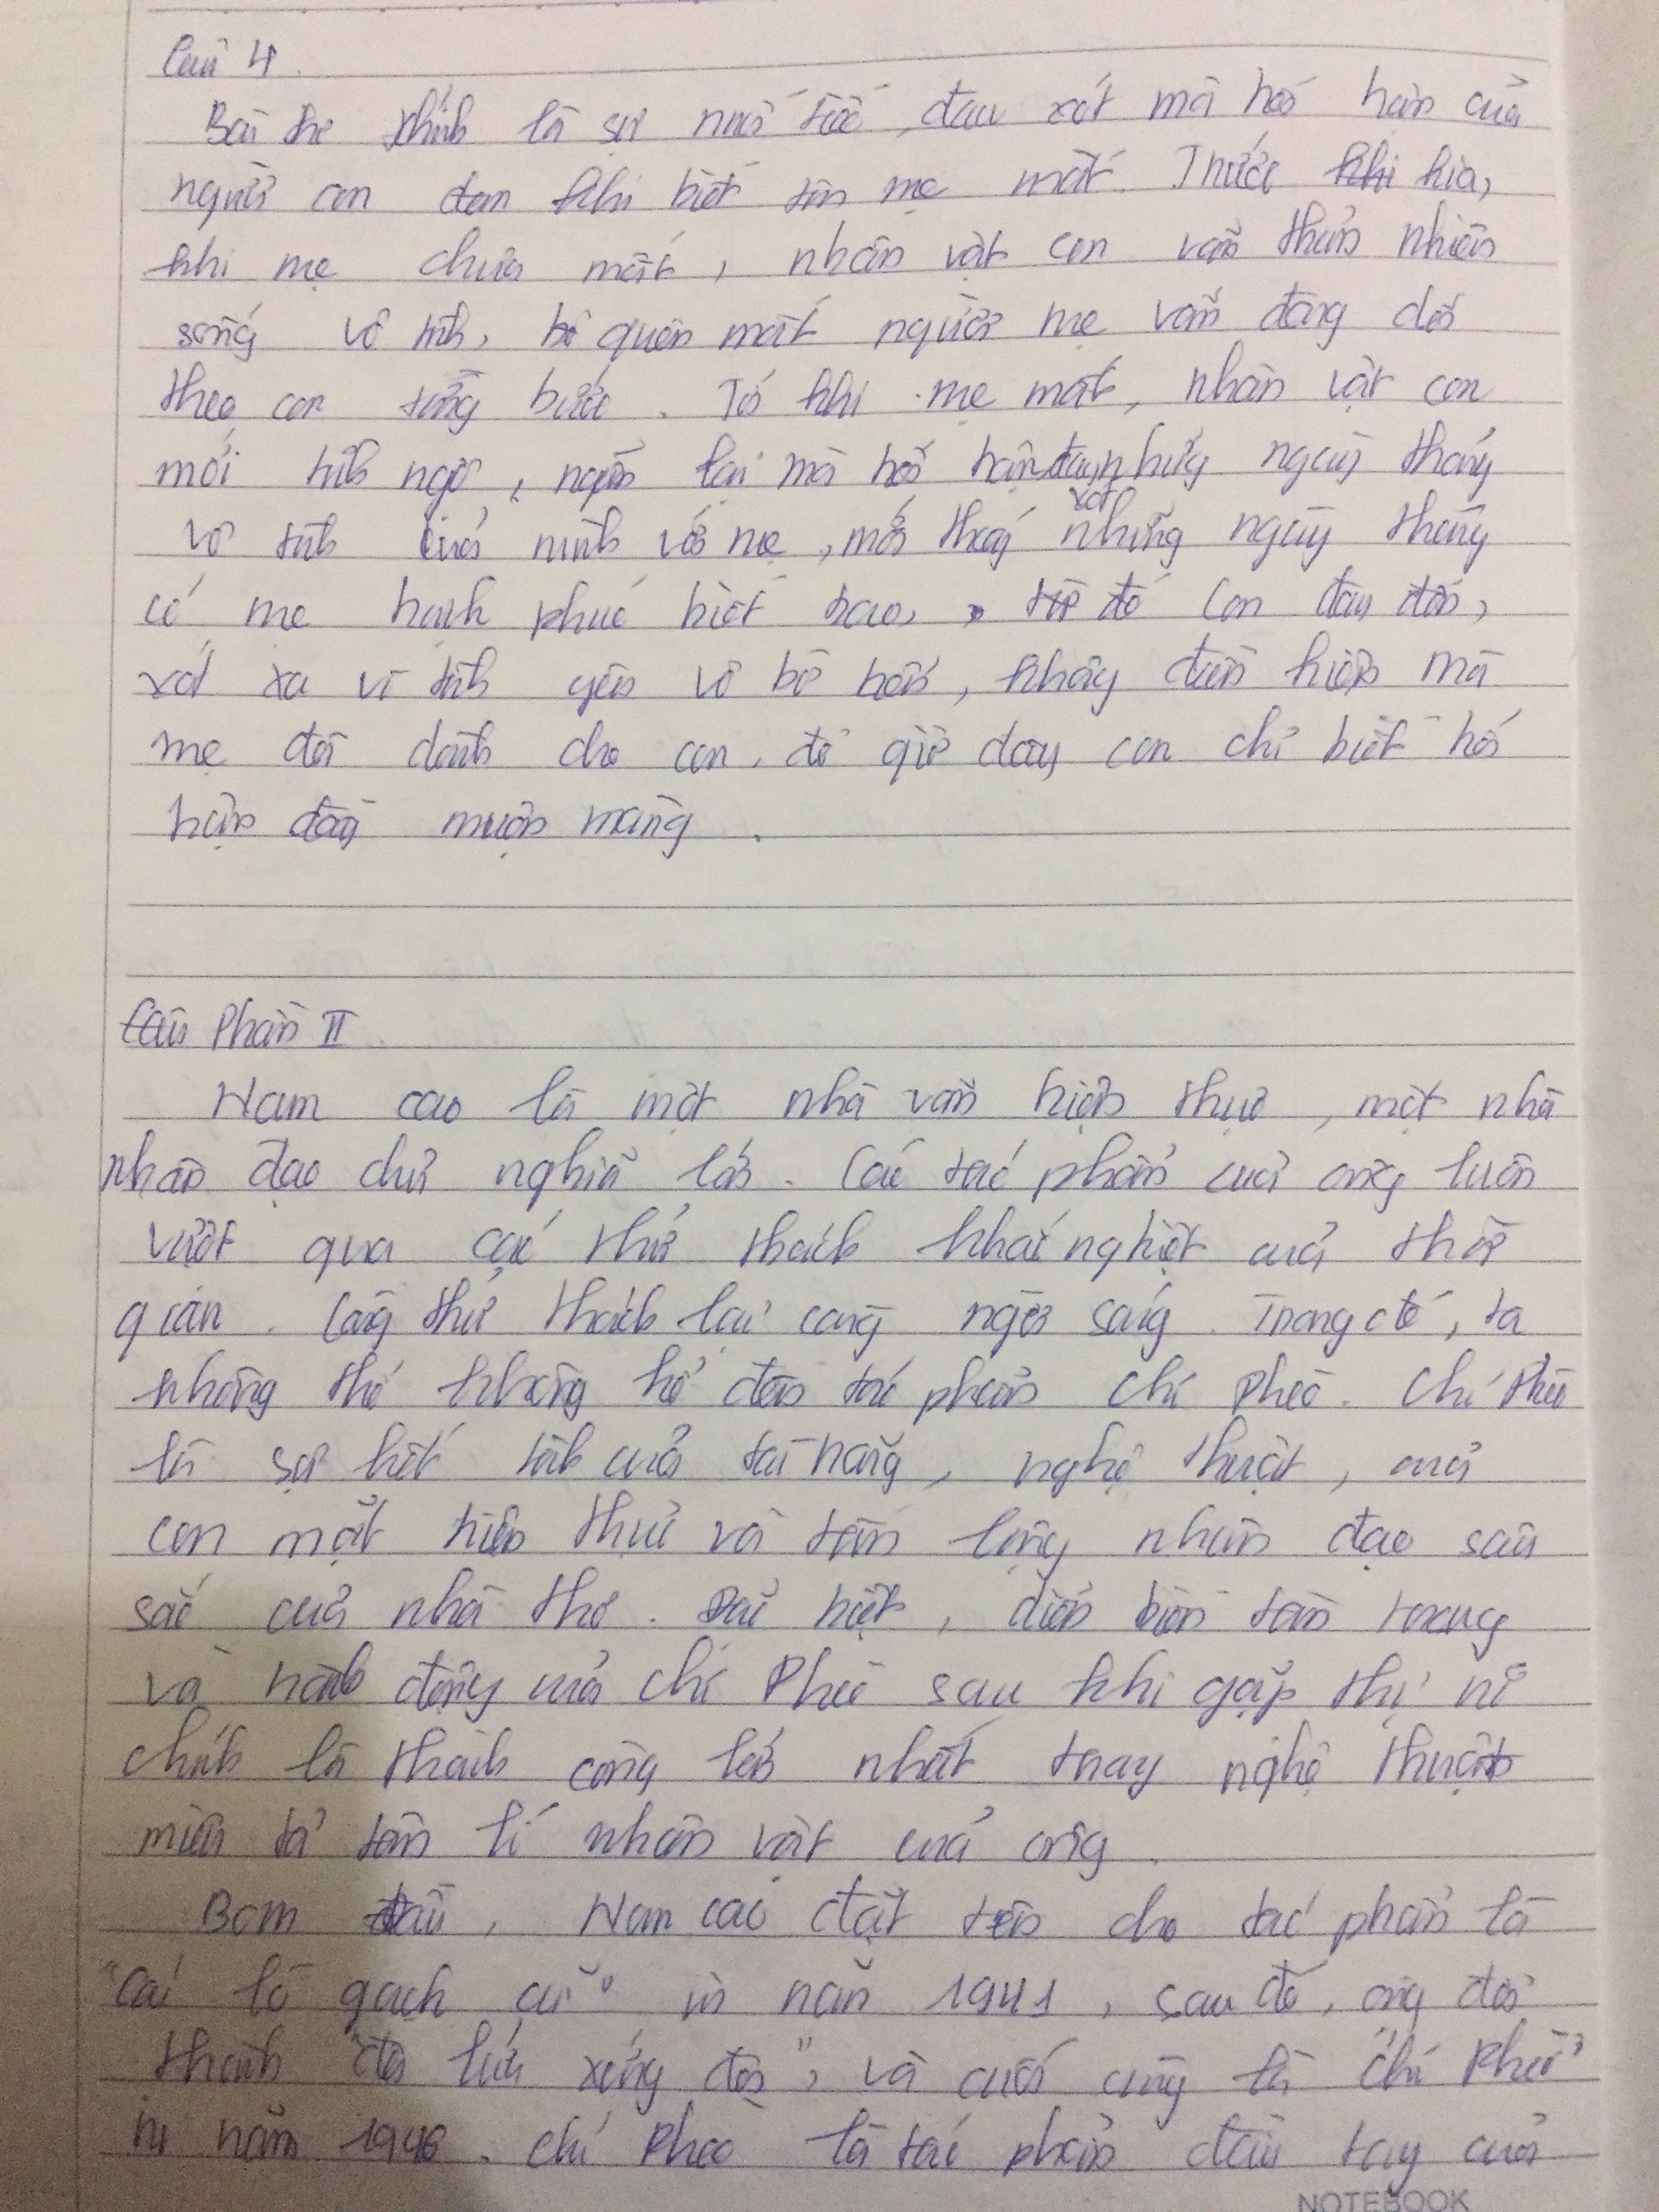 Câu 4.
Bài thơ chính là sự nuối tiếc, đau xót mà hối hận của
người con đơn khi biết tin mẹ mất. Trước khi kia,
khi mẹ chưa mất, nhân vật con vẫn thản nhiên
sống vô tình, bỏ quên mất người mẹ vẫn đang dõi
theo con từng bước. Tới khi mẹ mất, nhân vật con
mới tỉnh ngộ, ngoảnh lại mà hối hận đau xót những ngày tháng
vô tình của mình với mẹ, mới thấy những ngày tháng
có mẹ hạnh phúc biết bao, từ đó con đau đớn,
xót xa vì tình yêu vô bờ bến, không điều kiện mà
mẹ đã dành cho con, để giờ đây con chỉ biết hối
hận đầy muộn màng.
Câu Phần II
Nam Cao là một nhà văn hiện thực, một nhà
nhân đạo chủ nghĩa lớn. Các tác phẩm của ông luôn
vượt qua các thử thách khắc nghiệt của thời
gian. Càng thử thách lại càng ngời sáng. Trong đó, ta
không thể không kể đến tác phẩm Chí Phèo. Chí Phèo
là sự kết tinh của tài năng, nghệ thuật, của
con mắt hiện thực và tấm lòng nhân đạo sâu
sắc của nhà thơ. Đặc biệt, diễn biến tâm trạng
và hành động của Chí Phèo sau khi gặp thị nở
chính là thành công lớn nhất trong nghệ thuật
miêu tả tâm lí nhân vật của ông.
Ban đầu, Nam Cao đặt tên cho tác phẩm là
"Cái lò gạch cũ" in năm 1941, sau đó, ông đổi
thành "đôi lứa xứng đôi", và cuối cùng là "Chí Phèo"
in năm 1946. Chí Phèo là tác phẩm đầu tay của
NOTEBOOK